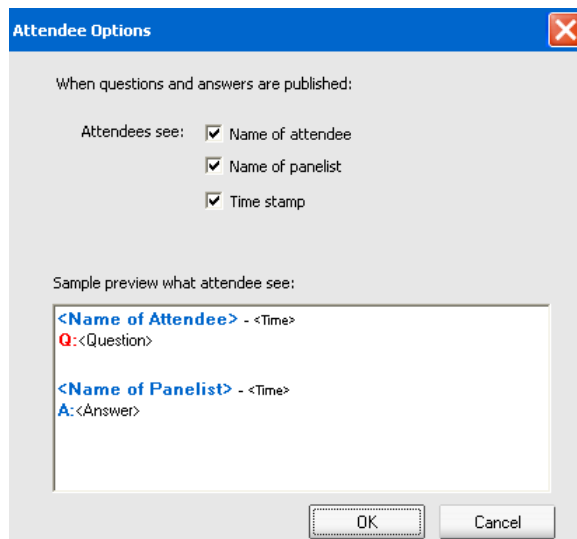 Attendee Options
When questions and answers are published:
Attendees see: Name of attendee
Name of panelist
Time stamp
Sample preview what attendee see:
<Name of Attendee> - <Time>
Q:<Question>
<Name of Panelist> - <Time>
A:<Answer>
OK Cancel